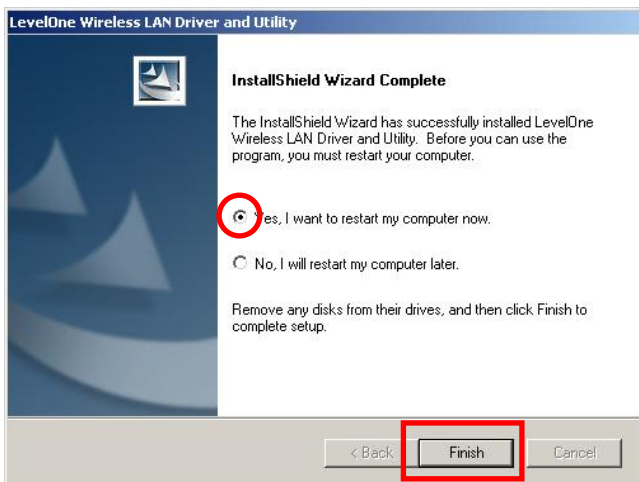 LevelOne Wireless LAN Driver and Utility
InstallShield Wizard Complete
The InstallShield Wizard has successfully installed LevelOne
Wireless LAN Driver and Utility. Before you can use the
program, you must restart your computer.
Yes, I want to restart my computer now.
No, I will restart my computer later.
Remove any disks from their drives, and then click Finish to
complete setup.
< Back Finish Cancel